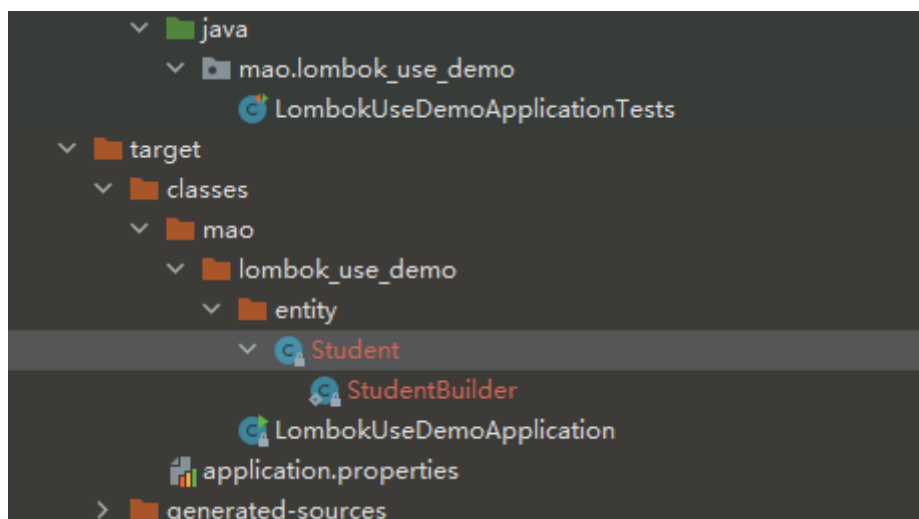 java
mao.lombok_use_demo
LombokUseDemoApplicationTests
target
classes
mao
lombok_use_demo
entity
Student
StudentBuilder
LombokUseDemoApplication
application.properties
generated-sources